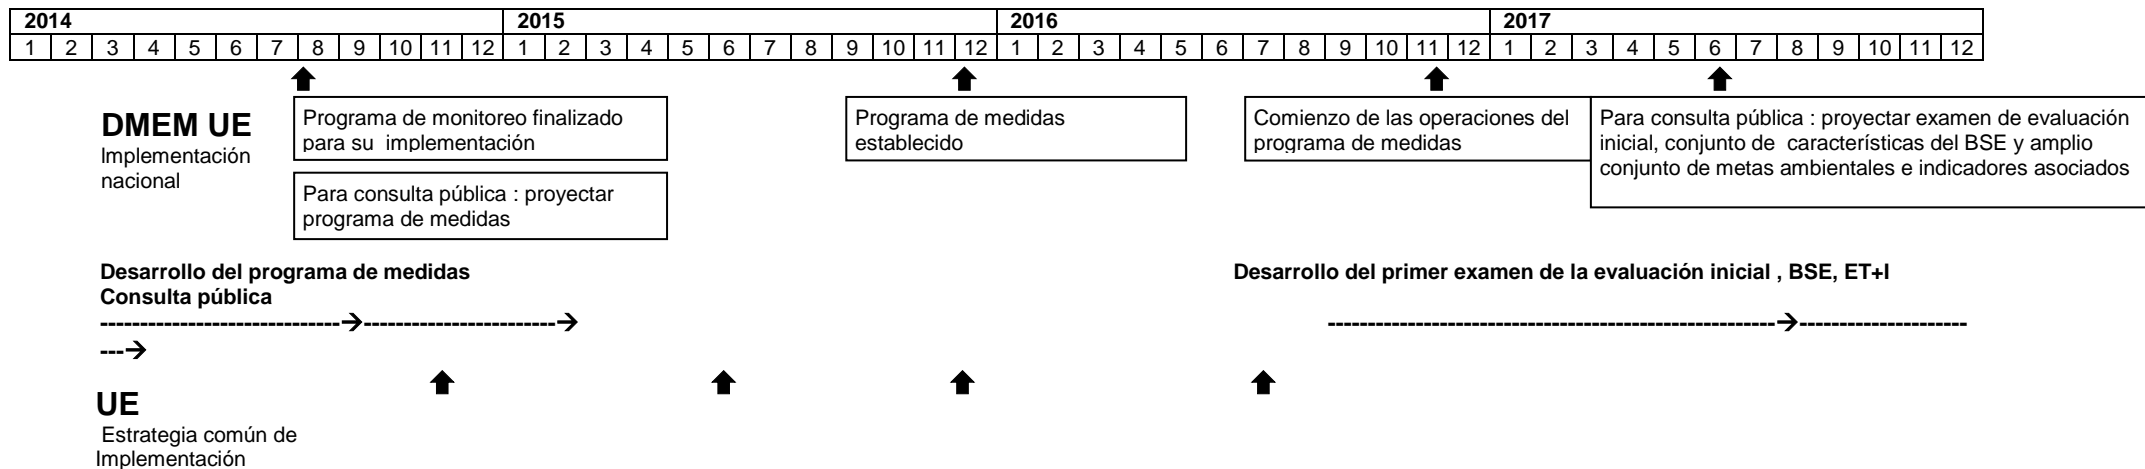 2014 2015 2016 2017
1 2 3 4 5 6 7 8 9 10 11 12 1 2 3 4 5 6 7 8 9 10 11 12 1 2 3 4 5 6 7 8 9 10 11 12 1 2 3 4 5 6 7 8 9 10 11 12
DMEM UE
Implementación
nacional
Programa de monitoreo finalizado
para su implementación
Para consulta pública : proyectar
programa de medidas
Programa de medidas
establecido
Comienzo de las operaciones del
programa de medidas
Para consulta pública : proyectar examen de evaluación
inicial, conjunto de características del BSE y amplio
conjunto de metas ambientales e indicadores asociados
Desarrollo del programa de medidas
Consulta pública
Desarrollo del primer examen de la evaluación inicial , BSE, ET+I
UE
Estrategia común de
Implementación